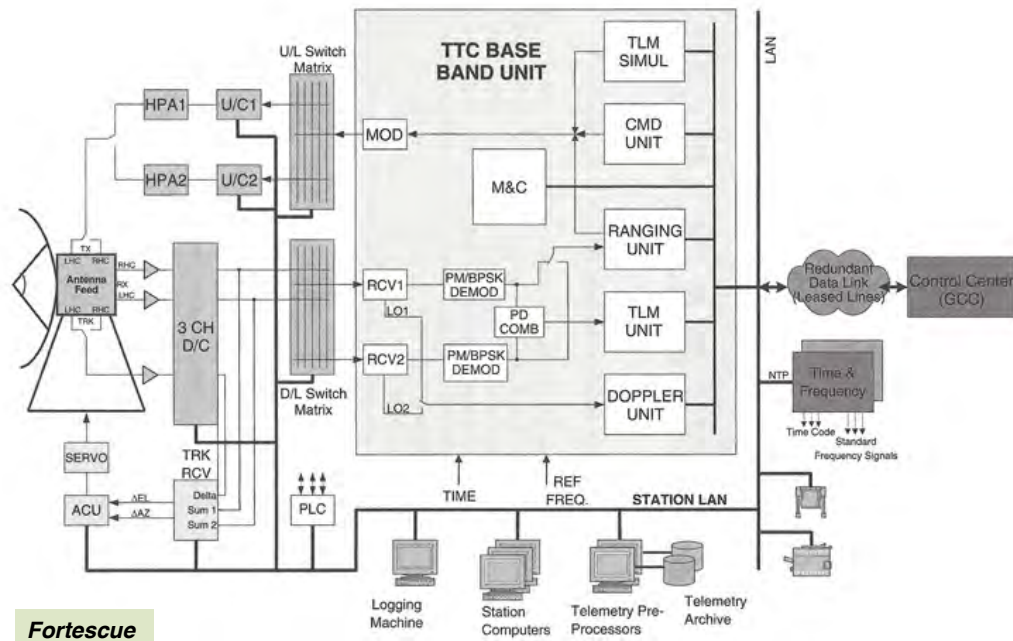 U/L Switch
Matrix
TTC BASE
BAND UNIT
TLM
SIMUL
LAN
HPA1
U/C1
MOD
CMD
UNIT
HPA2
U/C2
M&C
RANGING
UNIT
TX
LHC RHC
Antenna
Feed
LHC RHC
TRK
RHC
RX
LHC
3 CH
D/C
RCV1
PM/BPSK
DEMOD
LO1
PD
COMB
TLM
UNIT
RCV2
PM/BPSK
DEMOD
LO2
DOPPLER
UNIT
D/L Switch
Matrix
Redundant
Data Link
(Leased Lines)
Control Center
(GCC)
NTP
Time &
Frequency
Time Code
Standard
Frequency Signals
SERVO
TRK
RCV
Delta
Sum 1
Sum 2
ΔEL
ΔAZ
ACU
PLC
TIME
REF
FREQ.
STATION LAN
Logging
Machine
Station
Computers
Telemetry Pre-
Processors
Telemetry
Archive
Fortescue